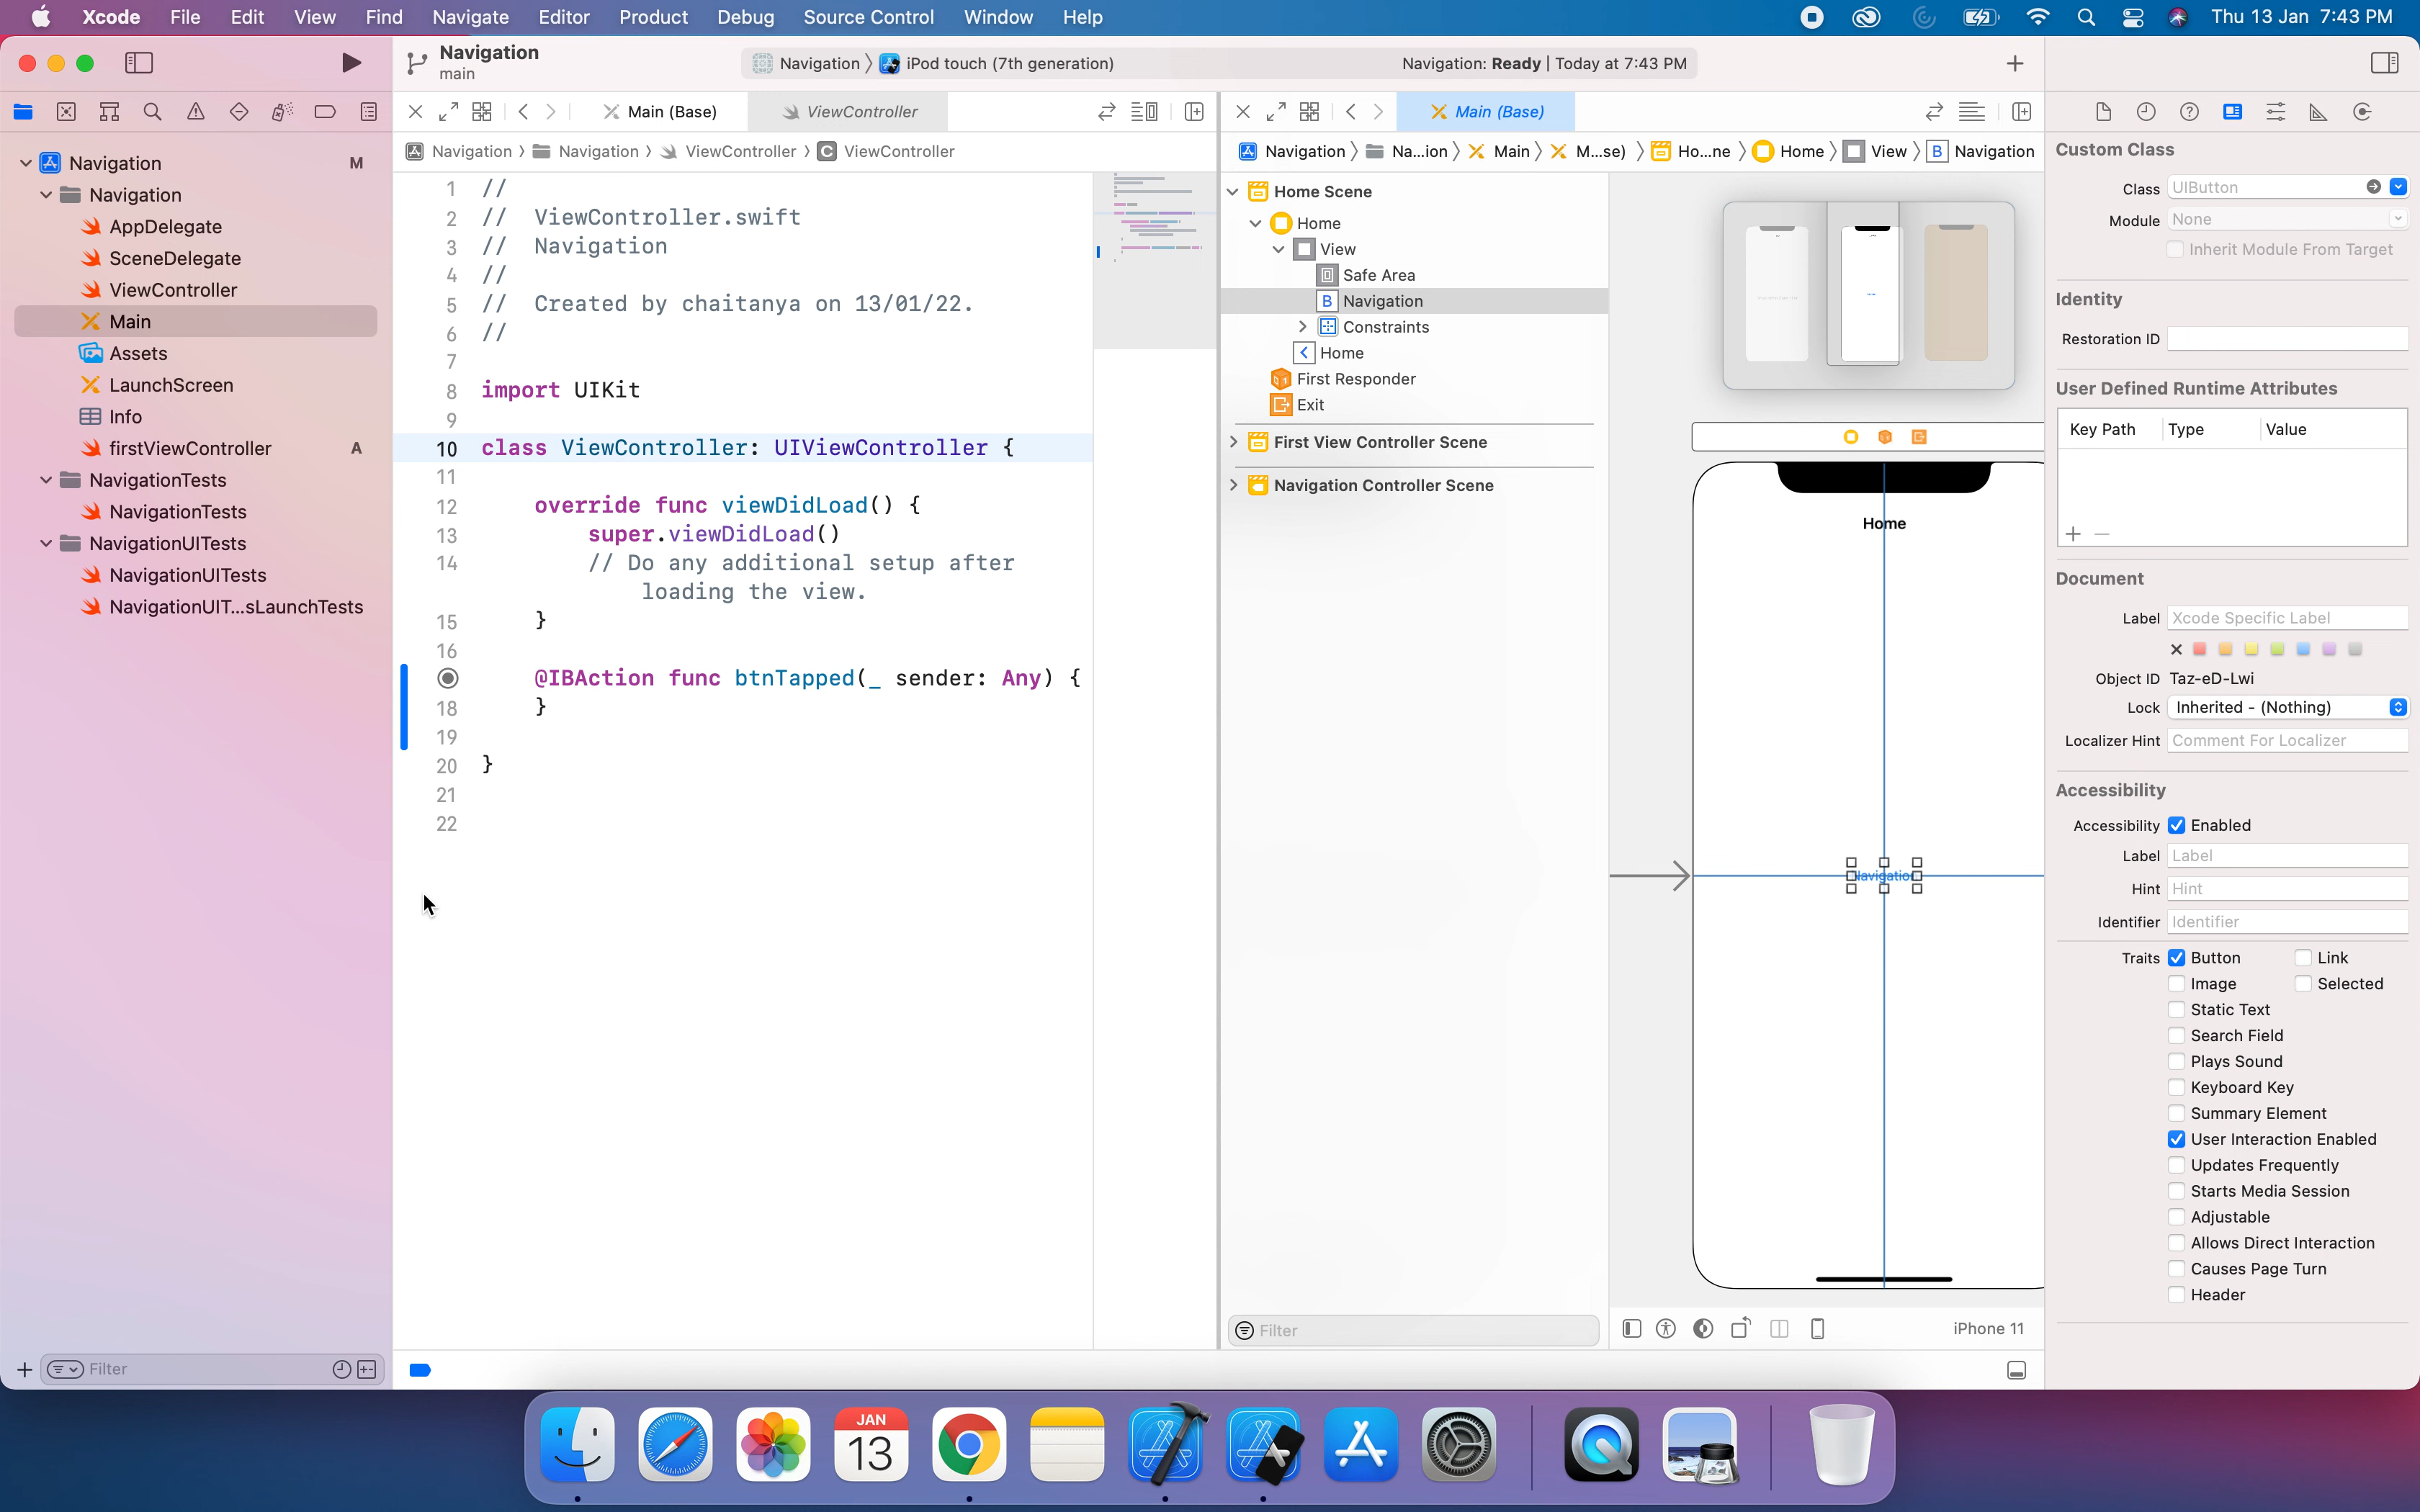 Xcode File Edit View Find Navigate Editor Product Debug Source Control Window Help
Thu 13 Jan 7:43 PM
Navigation
main
Navigation
iPod touch (7th generation)
Navigation: Ready | Today at 7:43 PM
Navigation M
Navigation
AppDelegate
SceneDelegate
ViewController
Main
Assets
LaunchScreen
Info
firstViewController A
NavigationTests
NavigationTests
NavigationUITests
NavigationUITests
NavigationUIT...sLaunchTests
Filter
Main (Base)
ViewController
Navigation
Navigation
ViewController
C ViewController
1 //
2 // ViewController.swift
3 // Navigation
4 //
5 // Created by chaitanya on 13/01/22.
6 //
7
8 import UIKit
9
10 class ViewController: UIViewController {
11
12 override func viewDidLoad() {
13 super.viewDidLoad()
14 // Do any additional setup after
loading the view.
15 }
16
@IBAction func btnTapped(_ sender: Any) {
18 }
19
20 }
21
22
Main (Base)
Navigation
Na...ion
Main
M...se)
Ho...ne
Home
View
B Navigation
Home Scene
Home
View
Safe Area
B Navigation
Constraints
Home
First Responder
Exit
First View Controller Scene
Navigation Controller Scene
Filter
Home
Navigation
iPhone 11
Custom Class
Class UIButton
Module None
Inherit Module From Target
Identity
Restoration ID
User Defined Runtime Attributes
Key Path Type Value
Document
Label Xcode Specific Label
Object ID Taz-eD-Lwi
Lock Inherited - (Nothing)
Localizer Hint Comment For Localizer
Accessibility
Accessibility Enabled
Label Label
Hint Hint
Identifier Identifier
Traits Button Link
Image Selected
Static Text
Search Field
Plays Sound
Keyboard Key
Summary Element
User Interaction Enabled
Updates Frequently
Starts Media Session
Adjustable
Allows Direct Interaction
Causes Page Turn
Header
JAN
13